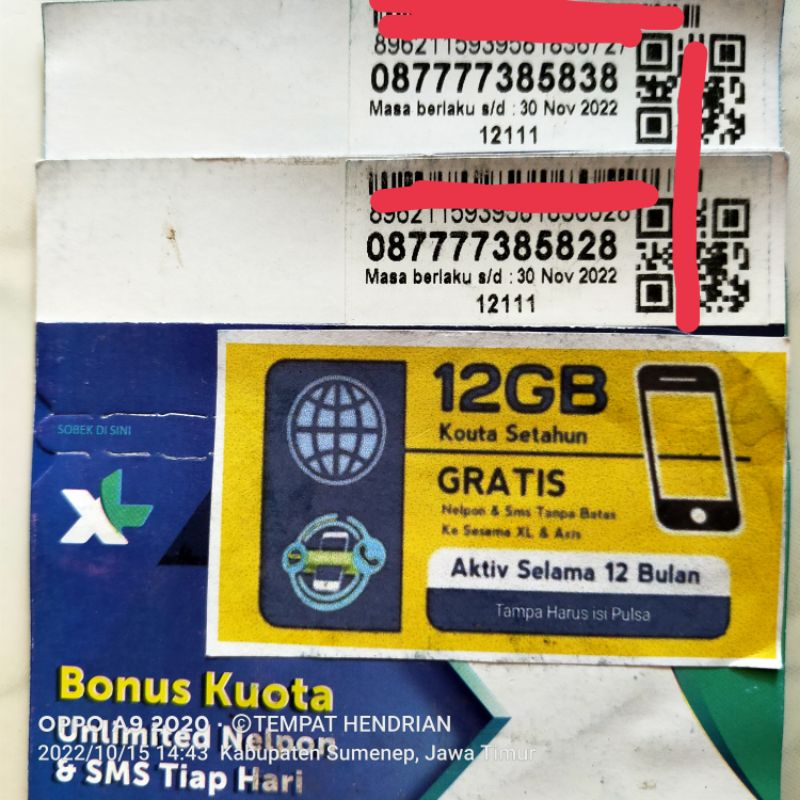 087777385838
Masa berlaku s/d : 30 Nov 2022
12111
087777385828
Masa berlaku s/d : 30 Nov 2022
12111
SOBEK DI SINI
XL
12GB
Kouta Setahun
GRATIS
Nelpon & Sms Tanpa Batas
Ke Sesama XL & Axis
Aktiv Selama 12 Bulan
Tampa Harus isi Pulsa
Bonus Kuota
Unlimited Nelpon
& SMS Tiap Hari
OPPO A9 2020 · ©TEMPAT HENDRIAN
2022/10/15 14:43 Kabupaten Sumenep, Jawa Timur